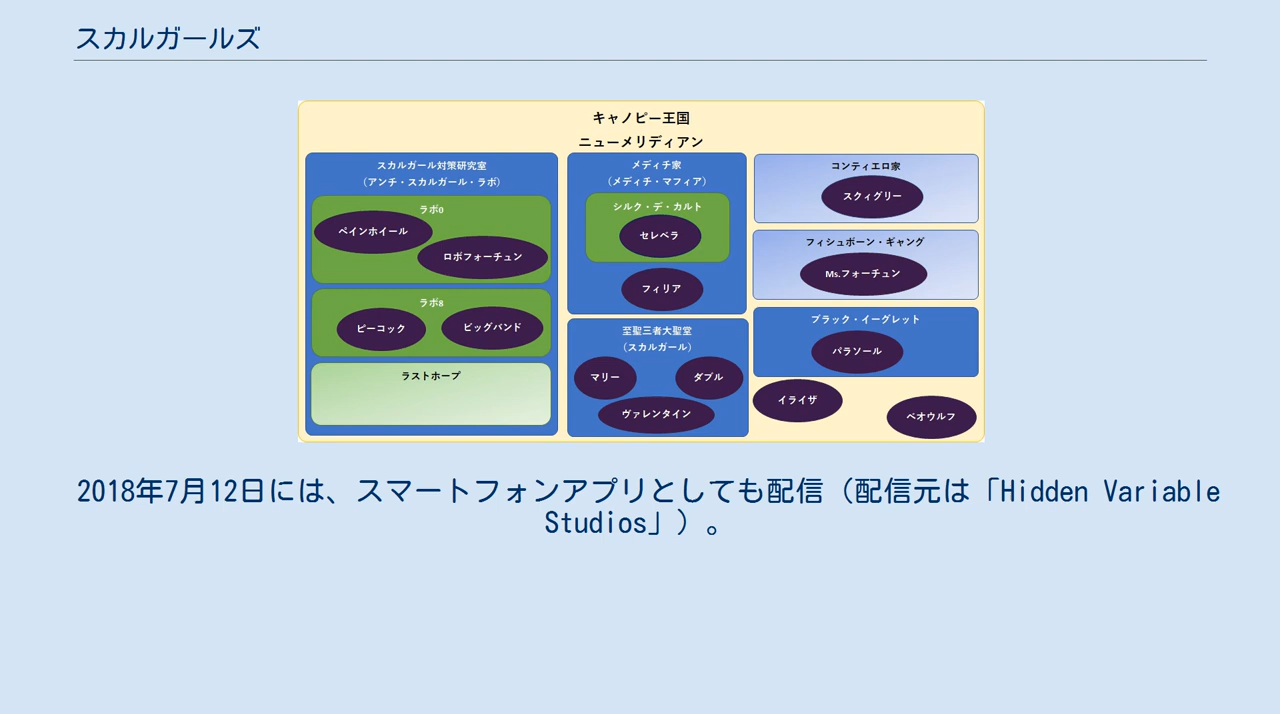 スカルガールズ
キャノピー王国
ニューメリディアン
スカルガール対策研究室
（アンチ・スカルガール・ラボ）
ラボ0
ペインホイール
ロボフォーチュン
ラボ8
ピーコック
ビッグバンド
ラストホープ
メディチ家
（メディチ・マフィア）
シルク・デ・カルト
セレベラ
フィリア
至聖三者大聖堂
（スカルガール）
マリー
ダブル
ヴァレンタイン
コンティエロ家
スクィグリー
フィシュボーン・ギャング
Ms.フォーチュン
ブラック・イーグレット
パラソール
イライザ
ベオウルフ
2018年7月12日には、スマートフォンアプリとしても配信（配信元は「Hidden Variable
Studios」）。